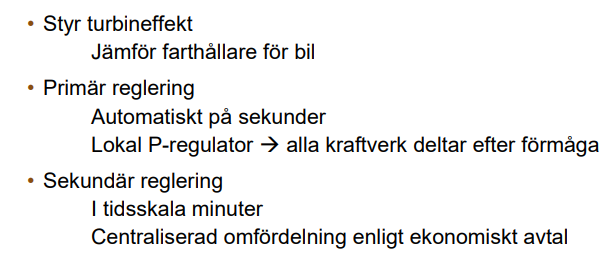 • Styr turbineffekt
Jämför farthållare för bil
• Primär reglering
Automatiskt på sekunder
Lokal P-regulator → alla kraftverk deltar efter förmåga
• Sekundär reglering
I tidsskala minuter
Centraliserad omfördelning enligt ekonomiskt avtal